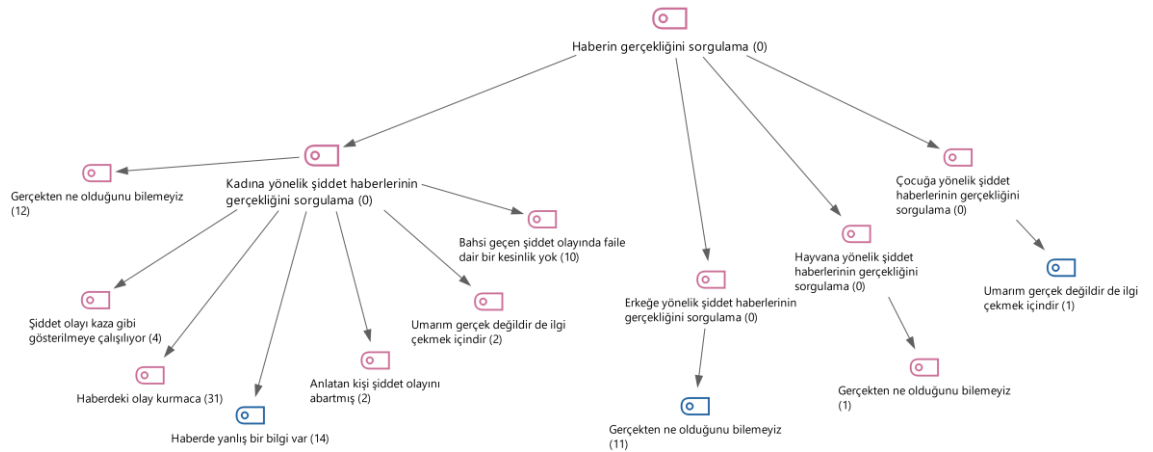 Haberin gerçekliğini sorgulama (0)
Kadına yönelik şiddet haberlerinin
gerçekliğini sorgulama (0)
Gerçekten ne olduğunu bilemeyiz
(12)
Şiddet olayı kaza gibi
gösterilmeye çalışılıyor (4)
Haberdeki olay kurmaca (31)
Haberde yanlış bir bilgi var (14)
Anlatan kişi şiddet olayını
abartmış (2)
Umarım gerçek değildir de ilgi
çekmek içindir (2)
Bahsi geçen şiddet olayında faile
dair bir kesinlik yok (10)
Erkeğe yönelik şiddet haberlerinin
gerçekliğini sorgulama (0)
Gerçekten ne olduğunu bilemeyiz
(11)
Hayvana yönelik şiddet
haberlerinin gerçekliğini
sorgulama (0)
Gerçekten ne olduğunu bilemeyiz
(1)
Çocuğa yönelik şiddet
haberlerinin gerçekliğini
sorgulama (0)
Umarım gerçek değildir de ilgi
çekmek içindir (1)